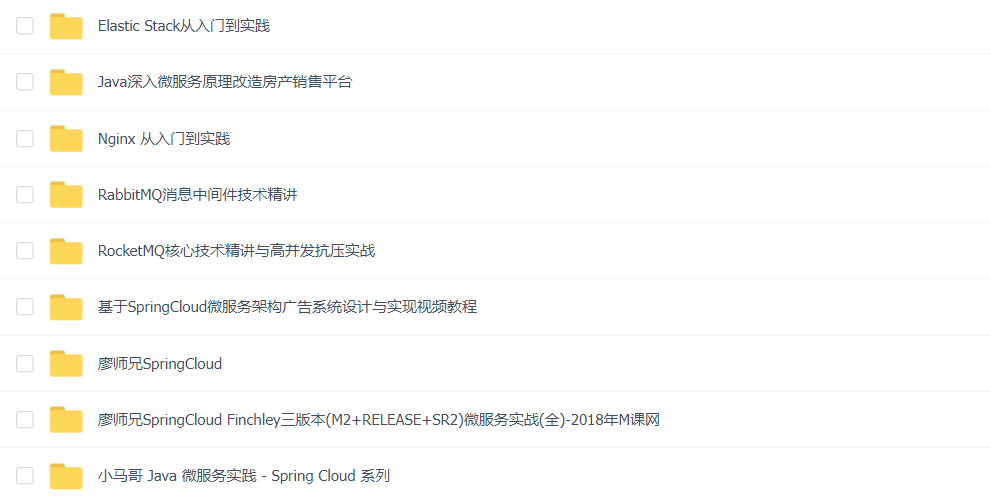 Elastic Stack从入门到实践
Java深入微服务原理改造房产销售平台
Nginx 从入门到实践
RabbitMQ消息中间件技术精讲
RocketMQ核心技术精讲与高并发抗压实战
基于SpringCloud微服务架构广告系统设计与实现视频教程
廖师兄SpringCloud
廖师兄SpringCloud Finchley三版本(M2+RELEASE+SR2)微服务实战(全)-2018年M课网
小马哥 Java 微服务实践 - Spring Cloud 系列